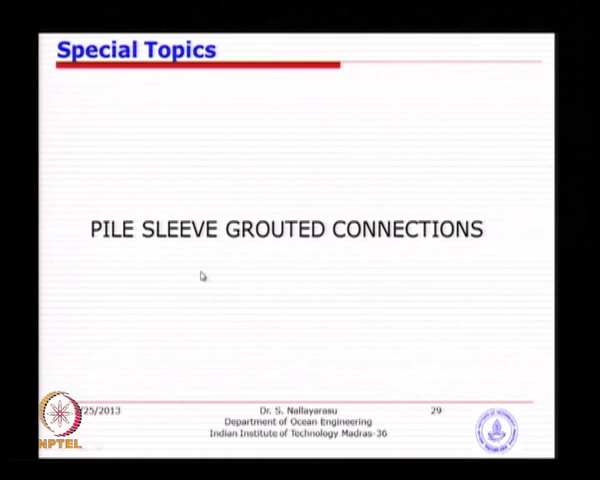 Special Topics
PILE SLEEVE GROUTED CONNECTIONS
/25/2013
Dr. S. Nallayarasu
29
Department of Ocean Engineering
Indian Institute of Technology Madras-36
NPTEL